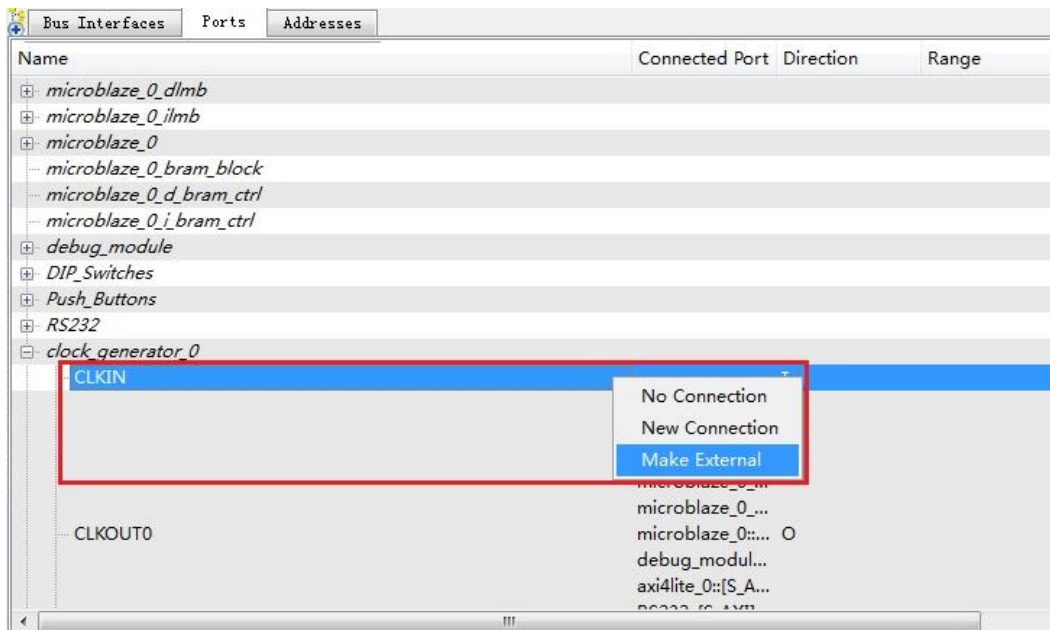 Bus Interfaces Ports Addresses
Name Connected Port Direction Range
microblaze_0_dlmb
microblaze_0_ilmb
microblaze_0
microblaze_0_bram_block
microblaze_0_d_bram_ctrl
microblaze_0_i_bram_ctrl
debug_module
DIP_Switches
Push_Buttons
RS232
clock_generator_0
CLKIN
No Connection
New Connection
Make External
microblaze_0_...
microblaze_0_...
CLKOUT0 microblaze_0::... O
debug_modul...
axi4lite_0::[S_A...